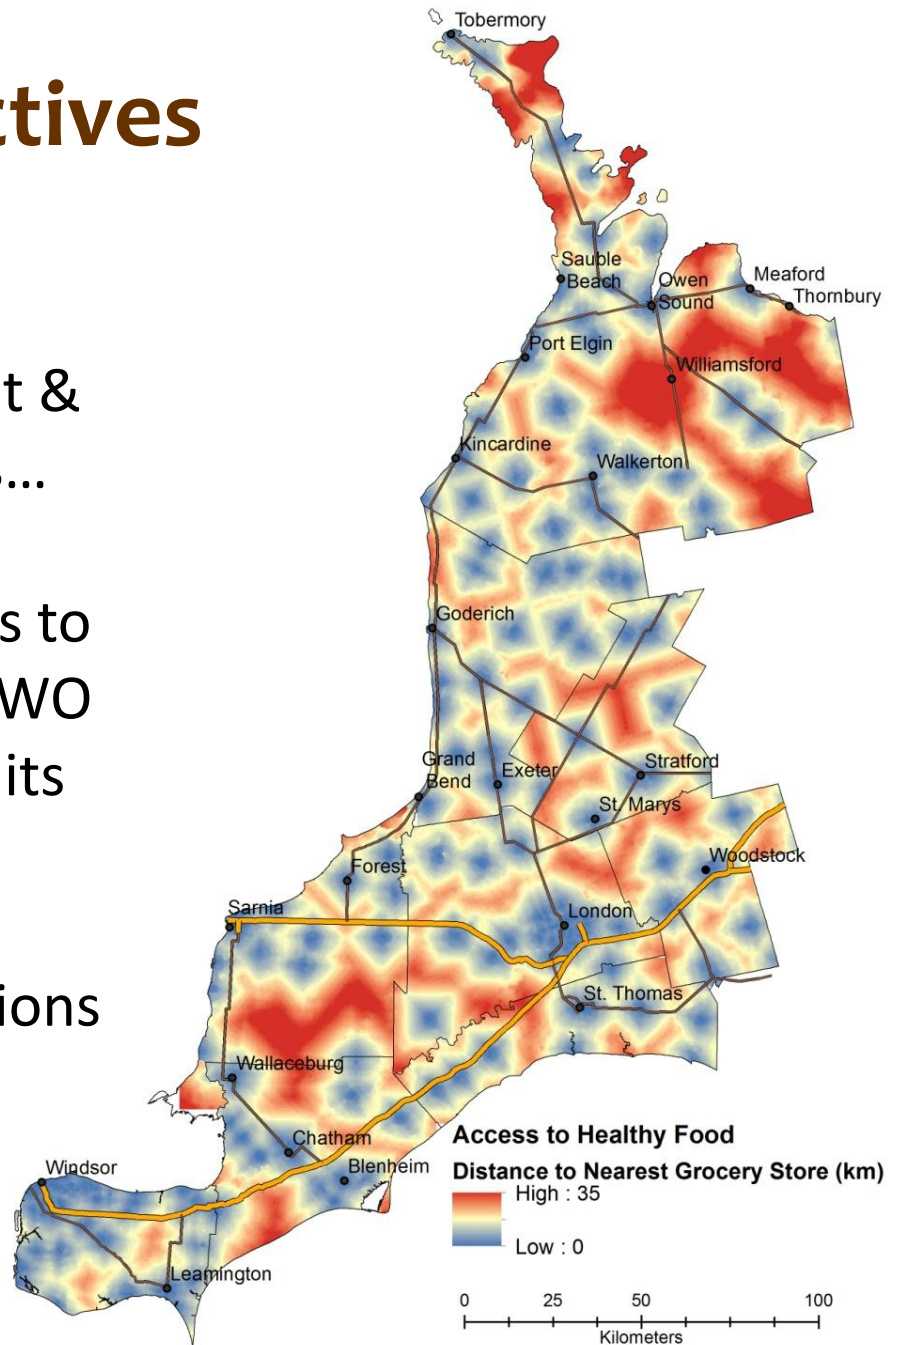 ctives
t &
s…
s to
WO
its
ions
Tobermory
Sauble
Beach
Owen
Sound
Meaford
Thornbury
Port Elgin
Williamsford
Kincardine
Walkerton
Goderich
Grand
Bend
Exeter
Stratford
St. Marys
Woodstock
Forest
Sarnia
London
St. Thomas
Wallaceburg
Chatham
Blenheim
Windsor
Leamington
Access to Healthy Food
Distance to Nearest Grocery Store (km)
High : 35
Low : 0
0 25 50 100
Kilometers